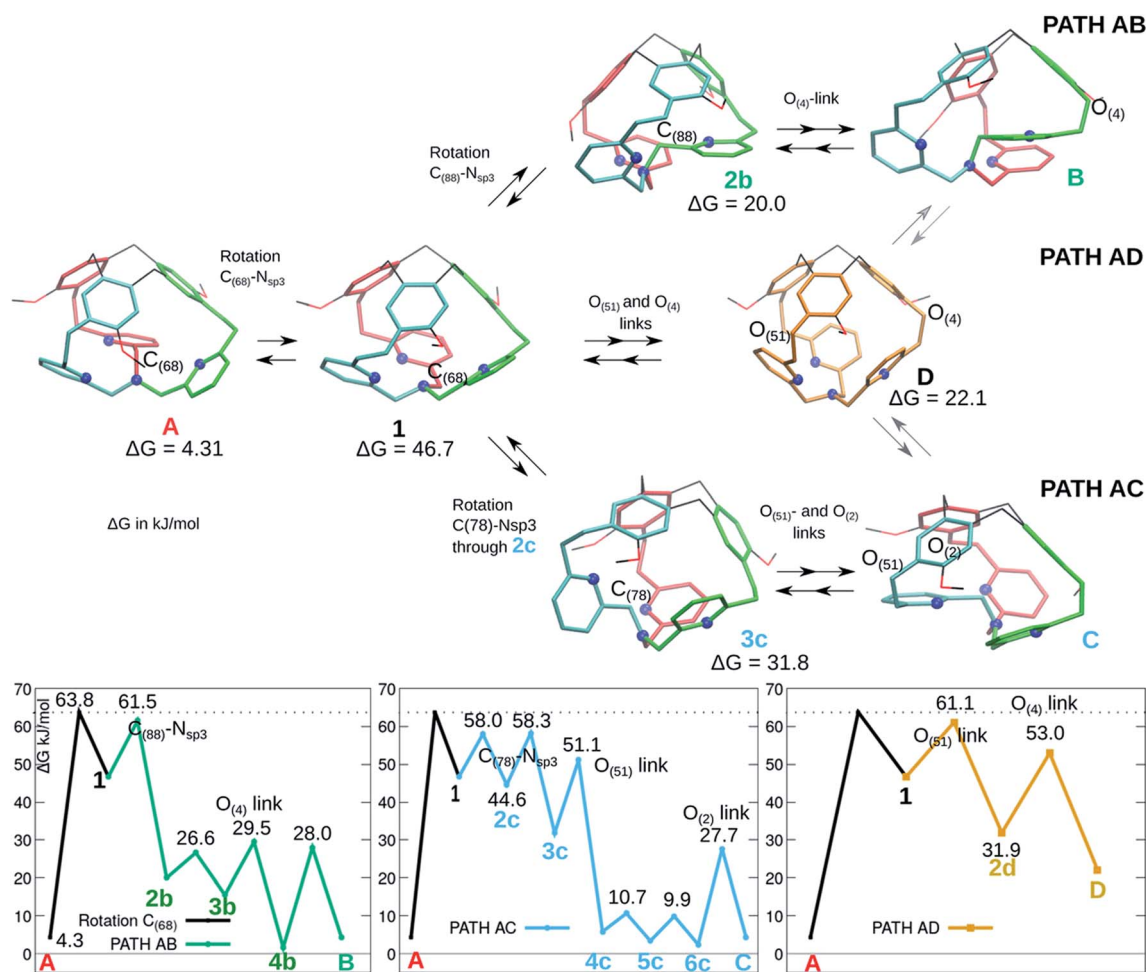 PATH AB
O(4)-link
O(4)
C(88)
Rotation
C(88)-Nsp3
2b
ΔG = 20.0
B
Rotation
C(68)-Nsp3
PATH AD
O(51) and O(4)
links
O(4)
O(51)
C(68)
C(68)
D
ΔG = 22.1
A
ΔG = 4.31
1
ΔG = 46.7
PATH AC
Rotation
C(78)-Nsp3
through 2c
O(51)- and O(2)
links
O(51)
O(2)
C(78)
ΔG in kJ/mol
3c
ΔG = 31.8
C
70
60
50
40
30
20
10
0
ΔG kJ/mol
63.8
61.5
C(88)-Nsp3
1
O(4) link
26.6
29.5
28.0
2b
3b
Rotation C(68)
PATH AB
4.3
A
4b
B
70
60
50
40
30
20
10
0
58.0
58.3
C(78)-Nsp3
51.1
O(51) link
1
44.6
2c
3c
O(2) link
27.7
10.7
9.9
PATH AC
A
4c
5c
6c
C
70
60
50
40
30
20
10
0
61.1
O(4) link
O(51) link
53.0
1
31.9
2d
D
PATH AD
A